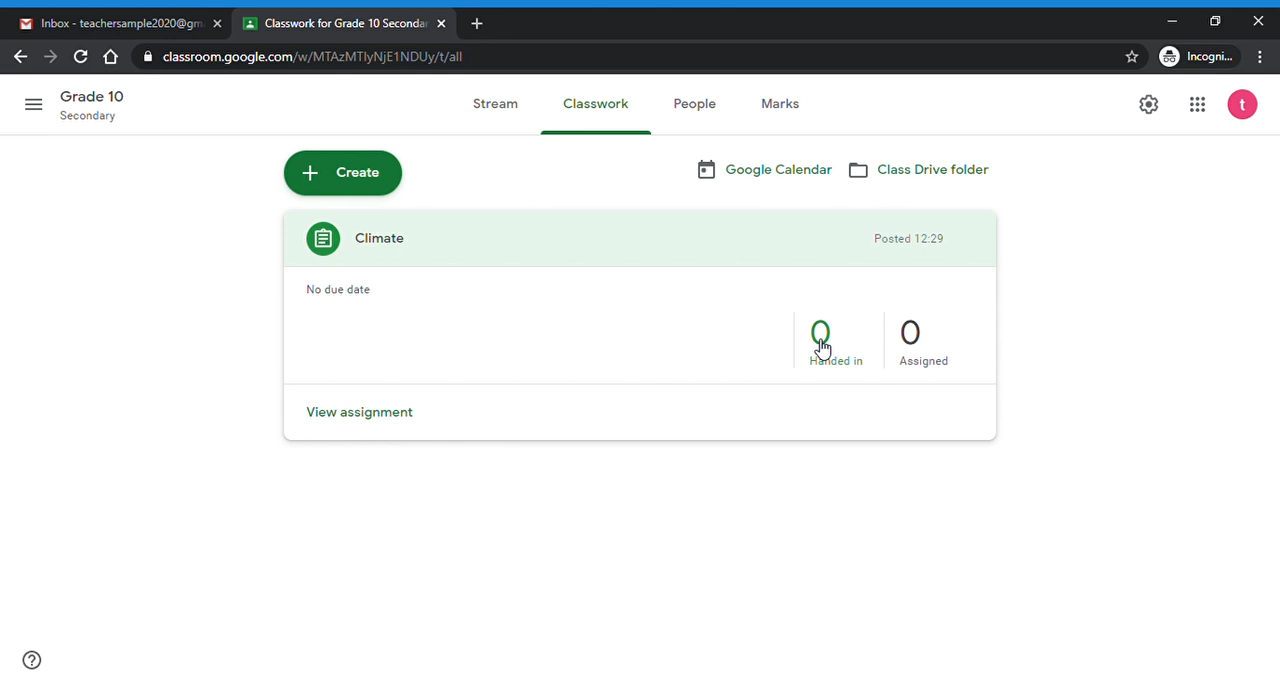 Inbox - teachersample2020@gm
Classwork for Grade 10 Seconda
classroom.google.com/w/MTAzMTIyNjE1NDUy/t/all
Incogni...
Grade 10
Secondary
Stream
Classwork
People
Marks
t
Create
Google Calendar
Class Drive folder
Climate
Posted 12:29
No due date
0
0
Handed in
Assigned
View assignment